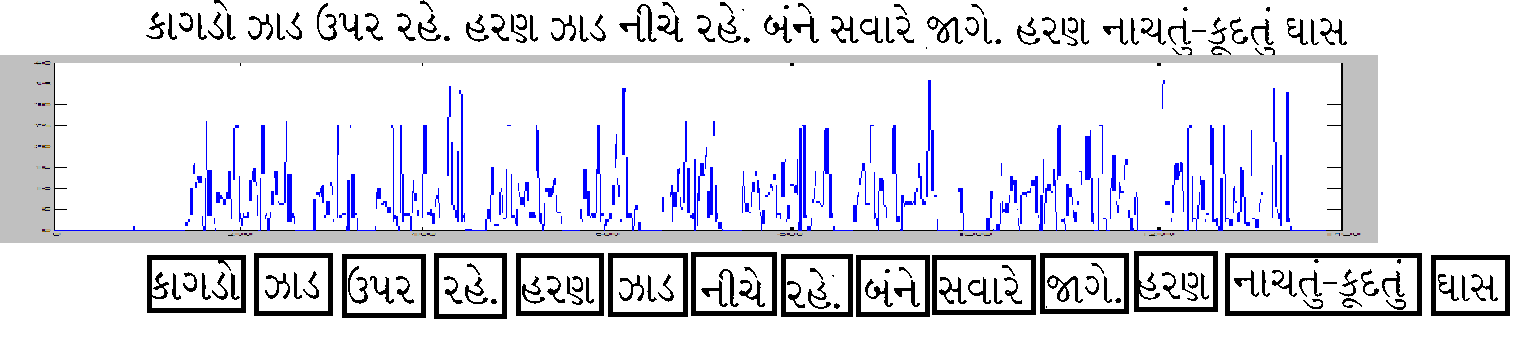 કાગડો ઝાડ ઉપર રહે. હરણ ઝાડ નીચે રહે. બંને સવારે જાગે. હરણ નાચતું-કૂદતું ઘાસ
કાગડો ઝાડ ઉપર રહે. હરણ ઝાડ નીચે રહે. બંને સવારે જાગે. હરણ નાચતું-કૂદતું ઘાસ